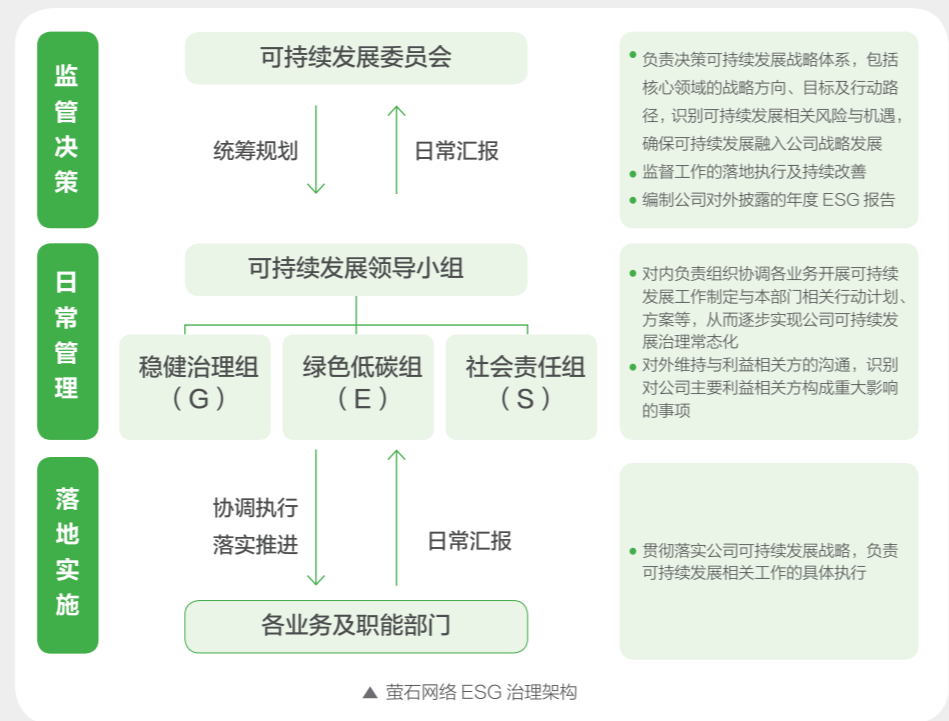 监管决策
可持续发展委员会
统筹规划
日常汇报
● 负责决策可持续发展战略体系，包括
核心领域的战略方向、目标及行动路
径，识别可持续发展相关风险与机遇，
确保可持续发展融入公司战略发展
● 监督工作的落地执行及持续改善
● 编制公司对外披露的年度 ESG 报告
日常管理
可持续发展领导小组
稳健治理组
（G）
绿色低碳组
（E）
社会责任组
（S）
● 对内负责组织协调各业务开展可持续
发展工作制定与本部门相关行动计划、
方案等，从而逐步实现公司可持续发
展治理常态化
● 对外维持与利益相关方的沟通，识别
对公司主要利益相关方构成重大影响
的事项
落地实施
协调执行
落实推进
日常汇报
各业务及职能部门
● 贯彻落实公司可持续发展战略，负责
可持续发展相关工作的具体执行
▲ 萤石网络 ESG 治理架构